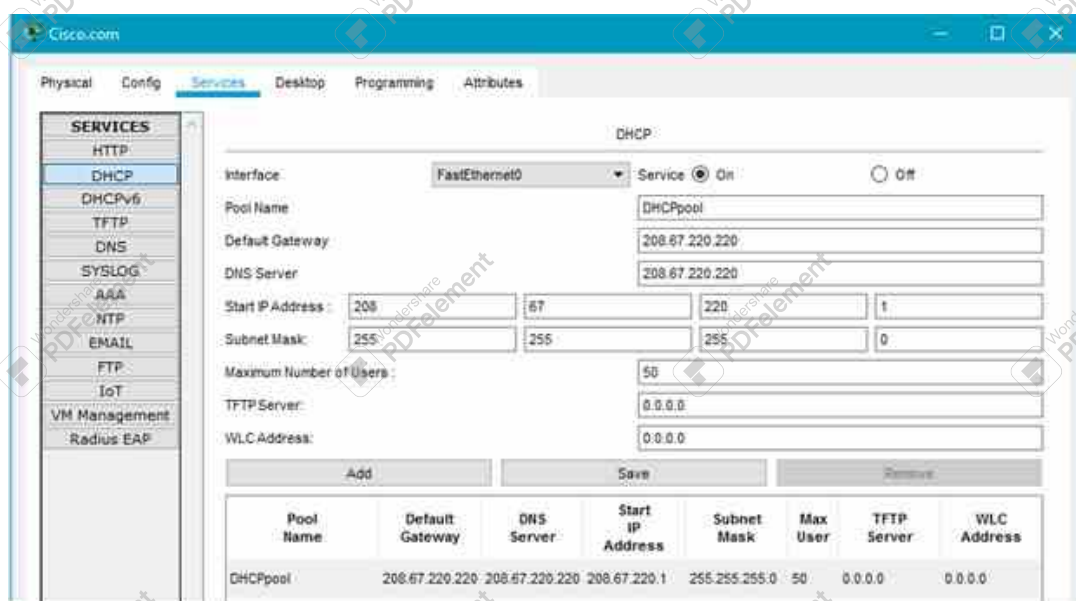 Cisco.com
Physical Config Services Desktop Programming Attributes
SERVICES
HTTP
DHCP
DHCPv6
TFTP
DNS
SYSLOG
AAA
NTP
EMAIL
FTP
IoT
VM Management
Radius EAP
DHCP
Interface FastEthernet0 Service On Off
Pool Name DHCPpool
Default Gateway 208.67.220.220
DNS Server 208.67.220.220
Start IP Address : 208 67 220 1
Subnet Mask: 255 255 255 0
Maximum Number of Users : 50
TFTP Server: 0.0.0.0
WLC Address: 0.0.0.0
Add Save Remove
Pool Name Default Gateway DNS Server Start IP Address Subnet Mask Max User TFTP Server WLC Address
DHCPpool 208.67.220.220 208.67.220.220 208.67.220.1 255.255.255.0 50 0.0.0.0 0.0.0.0
Wondershare
PDFelement
Wondershare
PDFelement
Wondershare
PDFelement